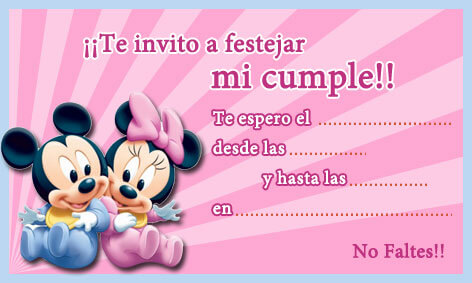 ¡¡Te invito a festejar
mi cumple!!
Te espero el ..............................
desde las .................
y hasta las .................
en ...............................................
No Faltes!!